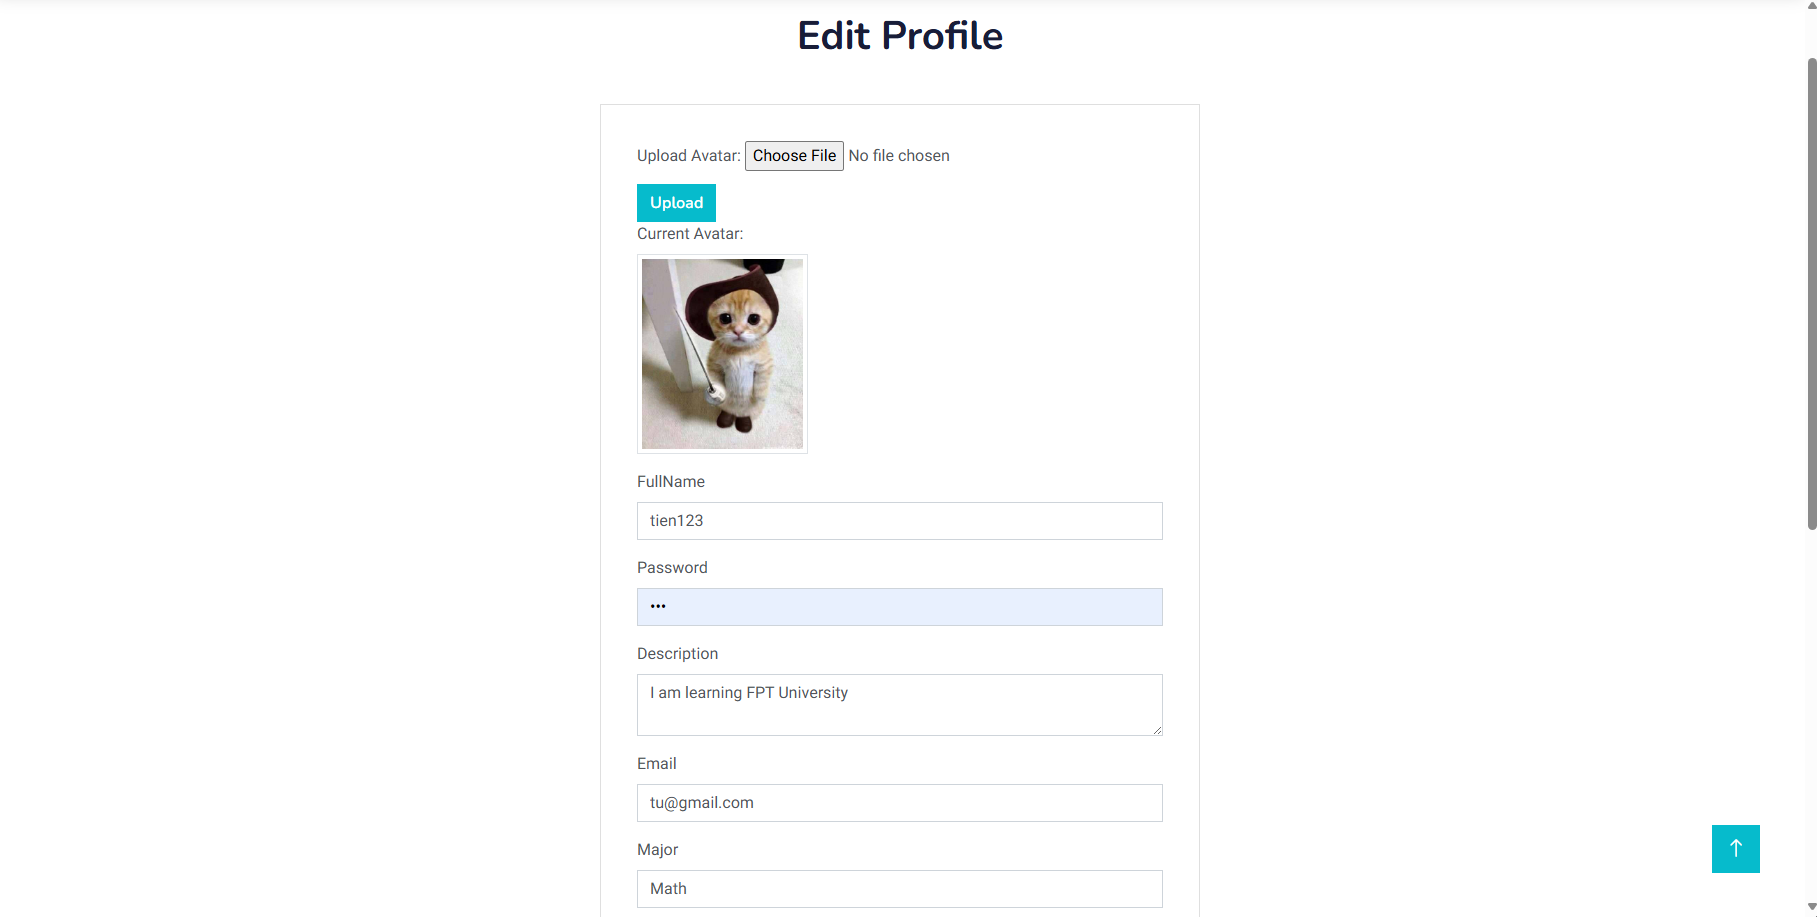 Edit Profile
Upload Avatar: Choose File No file chosen
Upload
Current Avatar:
FullName
tien123
Password
•••
Description
I am learning FPT University
Email
tu@gmail.com
Major
Math